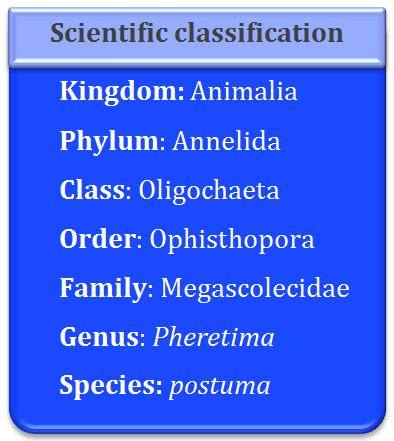 Scientific classification
Kingdom: Animalia
Phylum: Annelida
Class: Oligochaeta
Order: Ophisthopora
Family: Megascolecidae
Genus: Pheretima
Species: postuma